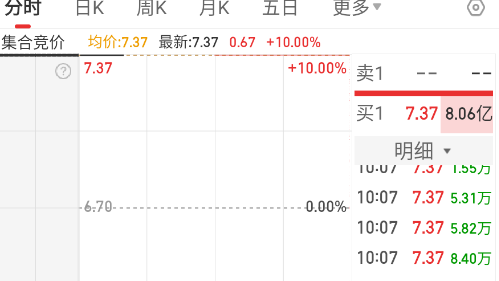 分时 日K 周K 月K 五日 更多
集合竞价 均价:7.37 最新:7.37 0.67 +10.00%
7.37 +10.00%
卖1 -- --
买1 7.37 8.06亿
明细
10:07 7.37 1.55万
10:07 7.37 5.31万
6.70 0.00%
10:07 7.37 5.82万
10:07 7.37 8.40万